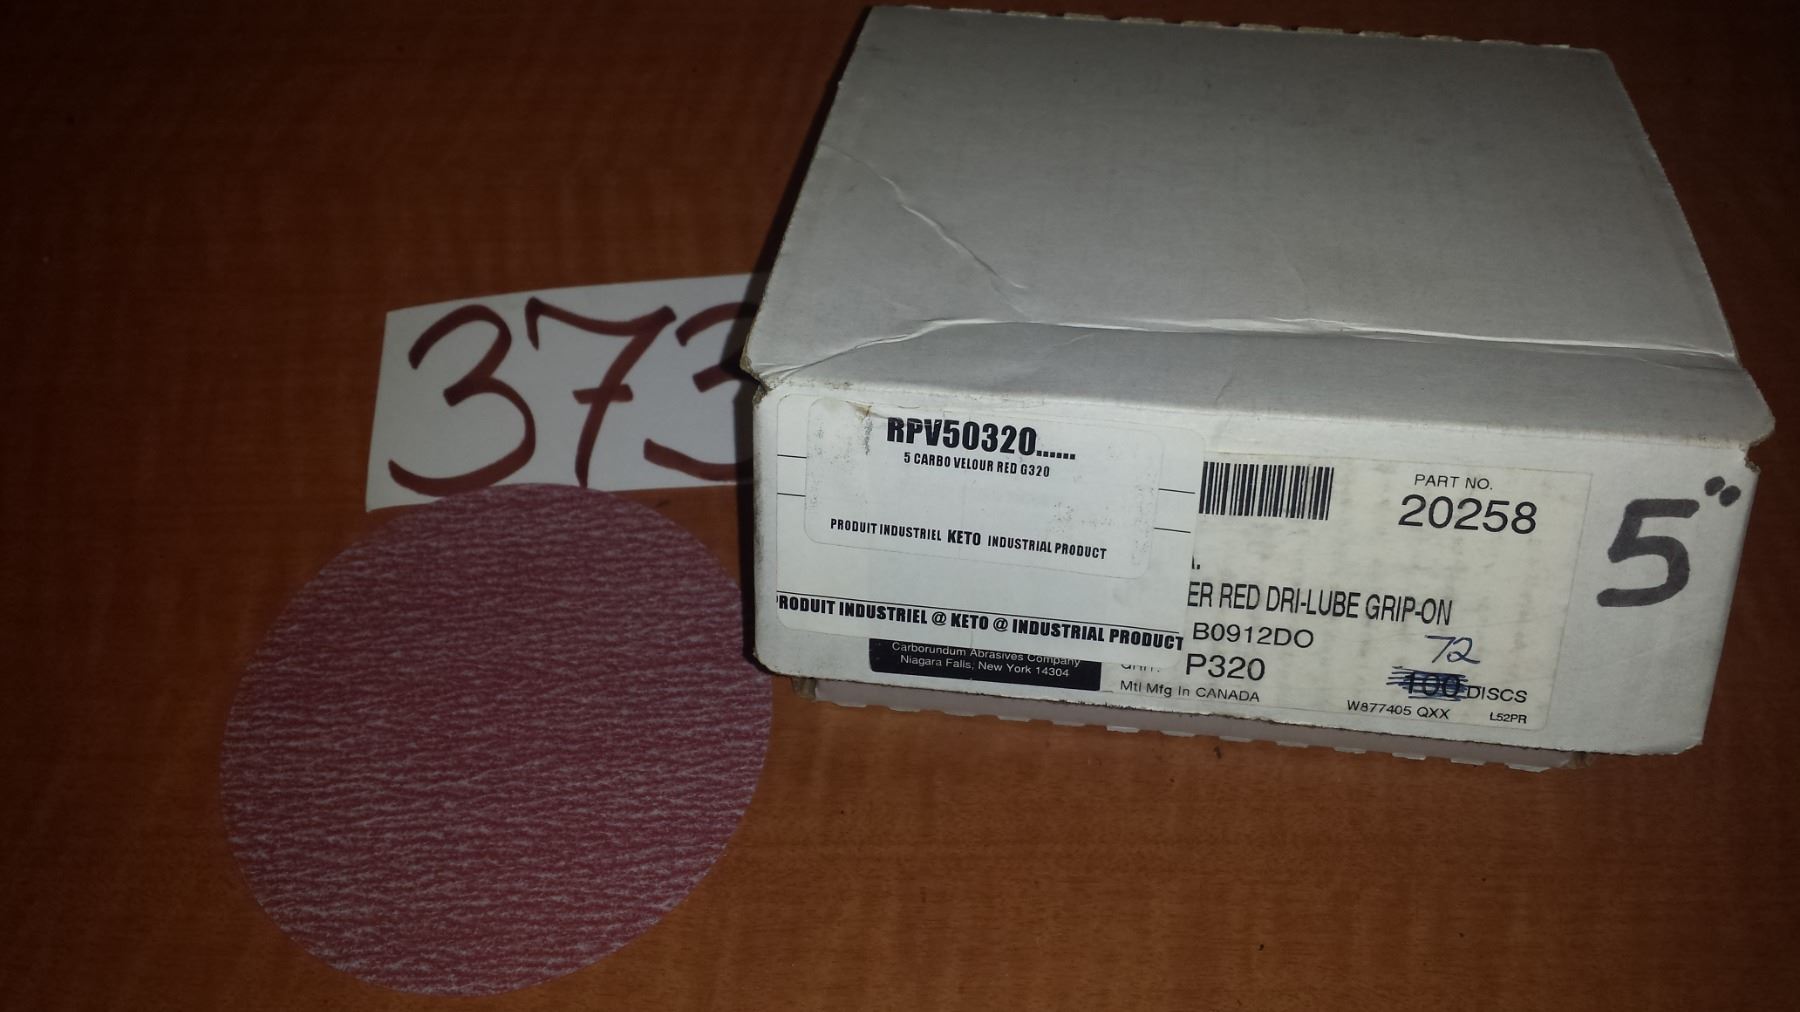 373
RPV50320......
5 CARBO VELOUR RED G320
PRODUIT INDUSTRIEL KETO INDUSTRIAL PRODUCT
PRODUIT INDUSTRIEL @ KETO @ INDUSTRIAL PRODUCT
Carborundum Abrasives Company
Niagara Falls, New York 14304
PART NO.
20258
5"
ER RED DRI-LUBE GRIP-ON
B0912DO
72
P320
100 DISCS
Mtl Mfg In CANADA
W877405 QXX
L52PR